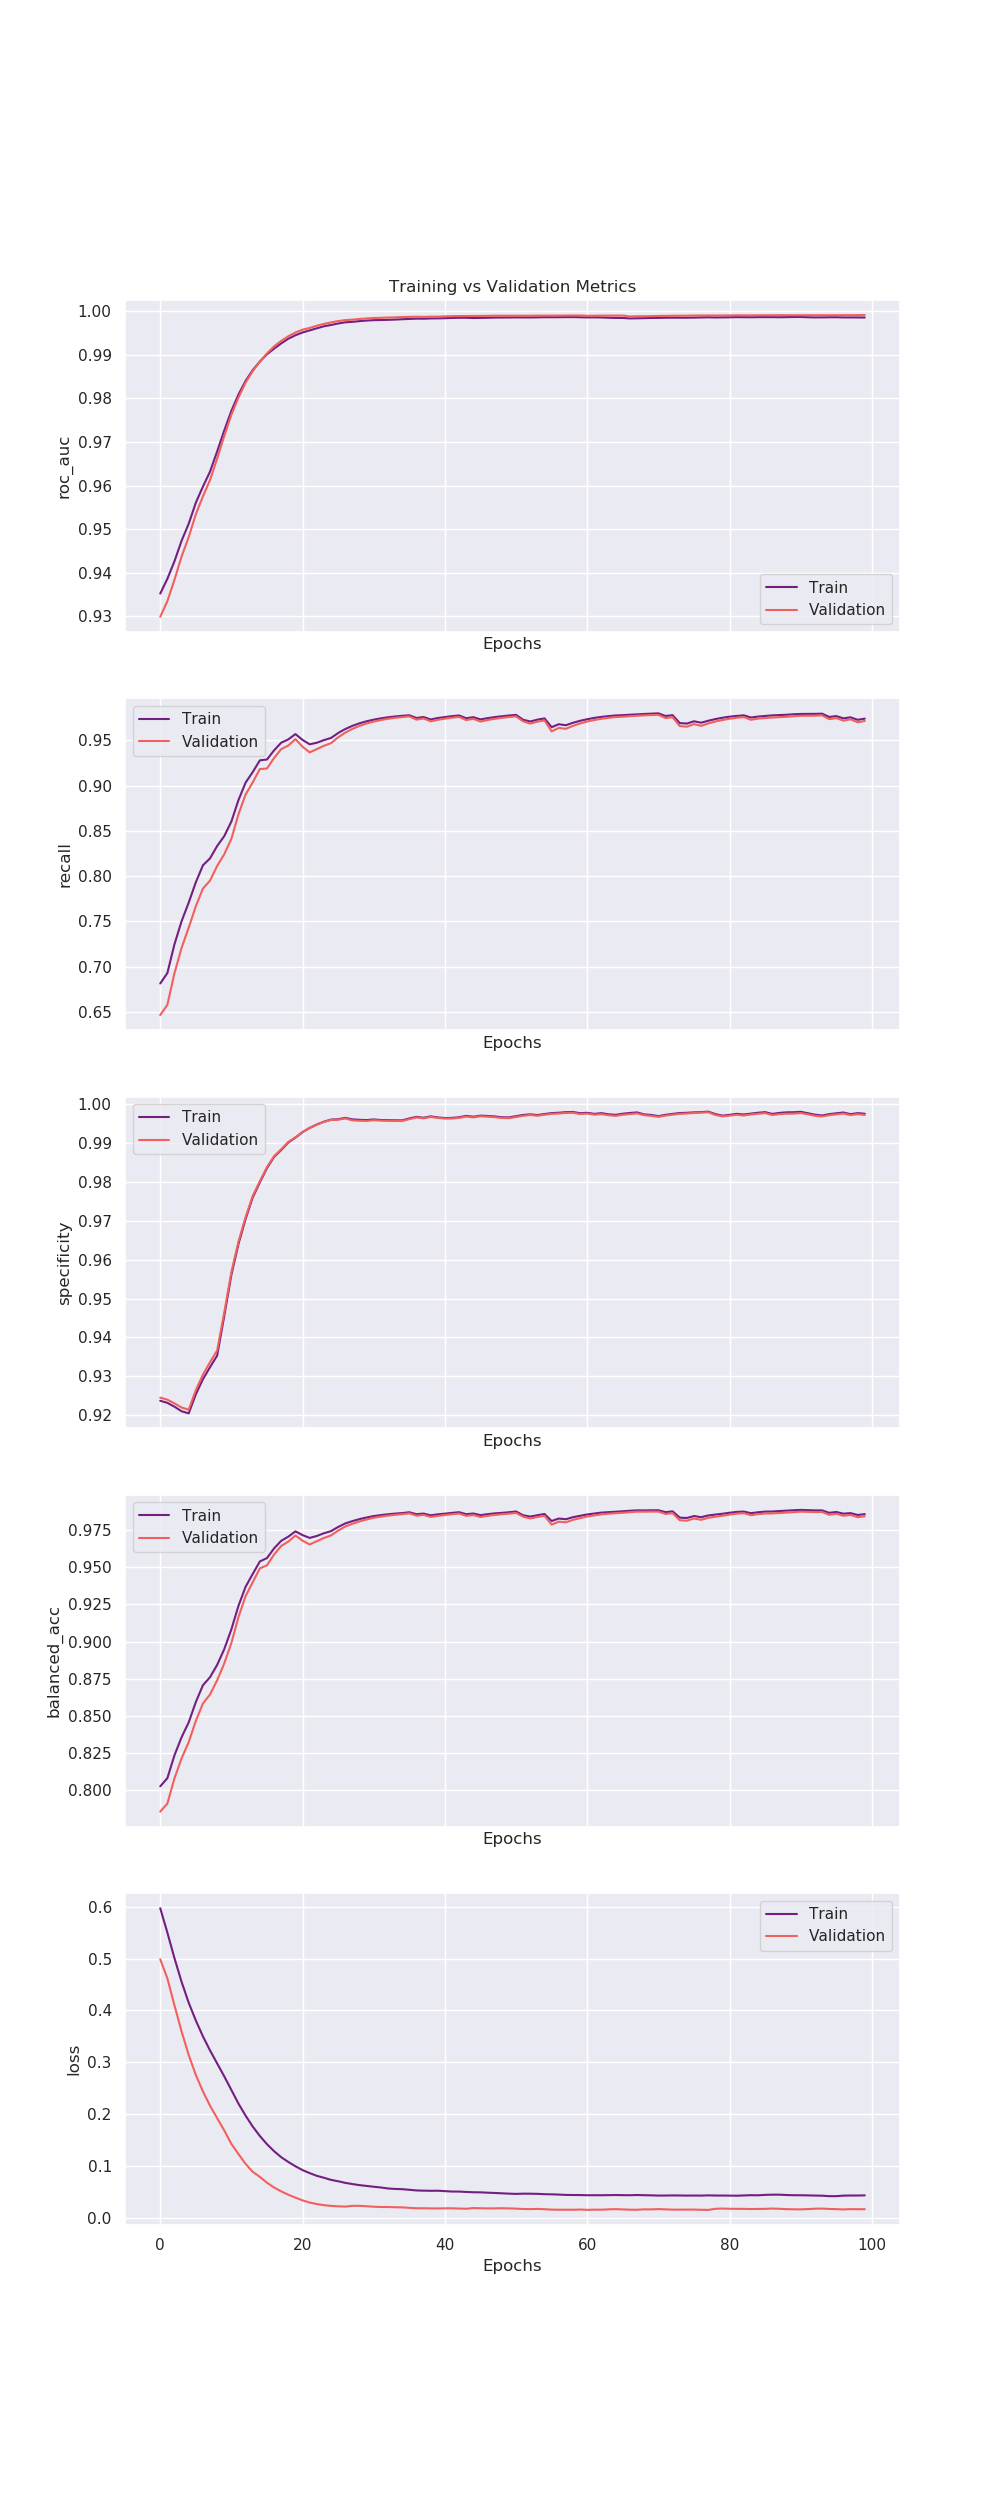 Training vs Validation Metrics
1.00
0.99
0.98
0.97
0.96
0.95
0.94
0.93
roc_auc
Train
Validation
Epochs
0.95
0.90
0.85
0.80
0.75
0.70
0.65
recall
Train
Validation
Epochs
1.00
0.99
0.98
0.97
0.96
0.95
0.94
0.93
0.92
specificity
Train
Validation
Epochs
0.975
0.950
0.925
0.900
0.875
0.850
0.825
0.800
balanced_acc
Train
Validation
Epochs
0.6
0.5
0.4
0.3
0.2
0.1
0.0
loss
Train
Validation
0 20 40 60 80 100
Epochs